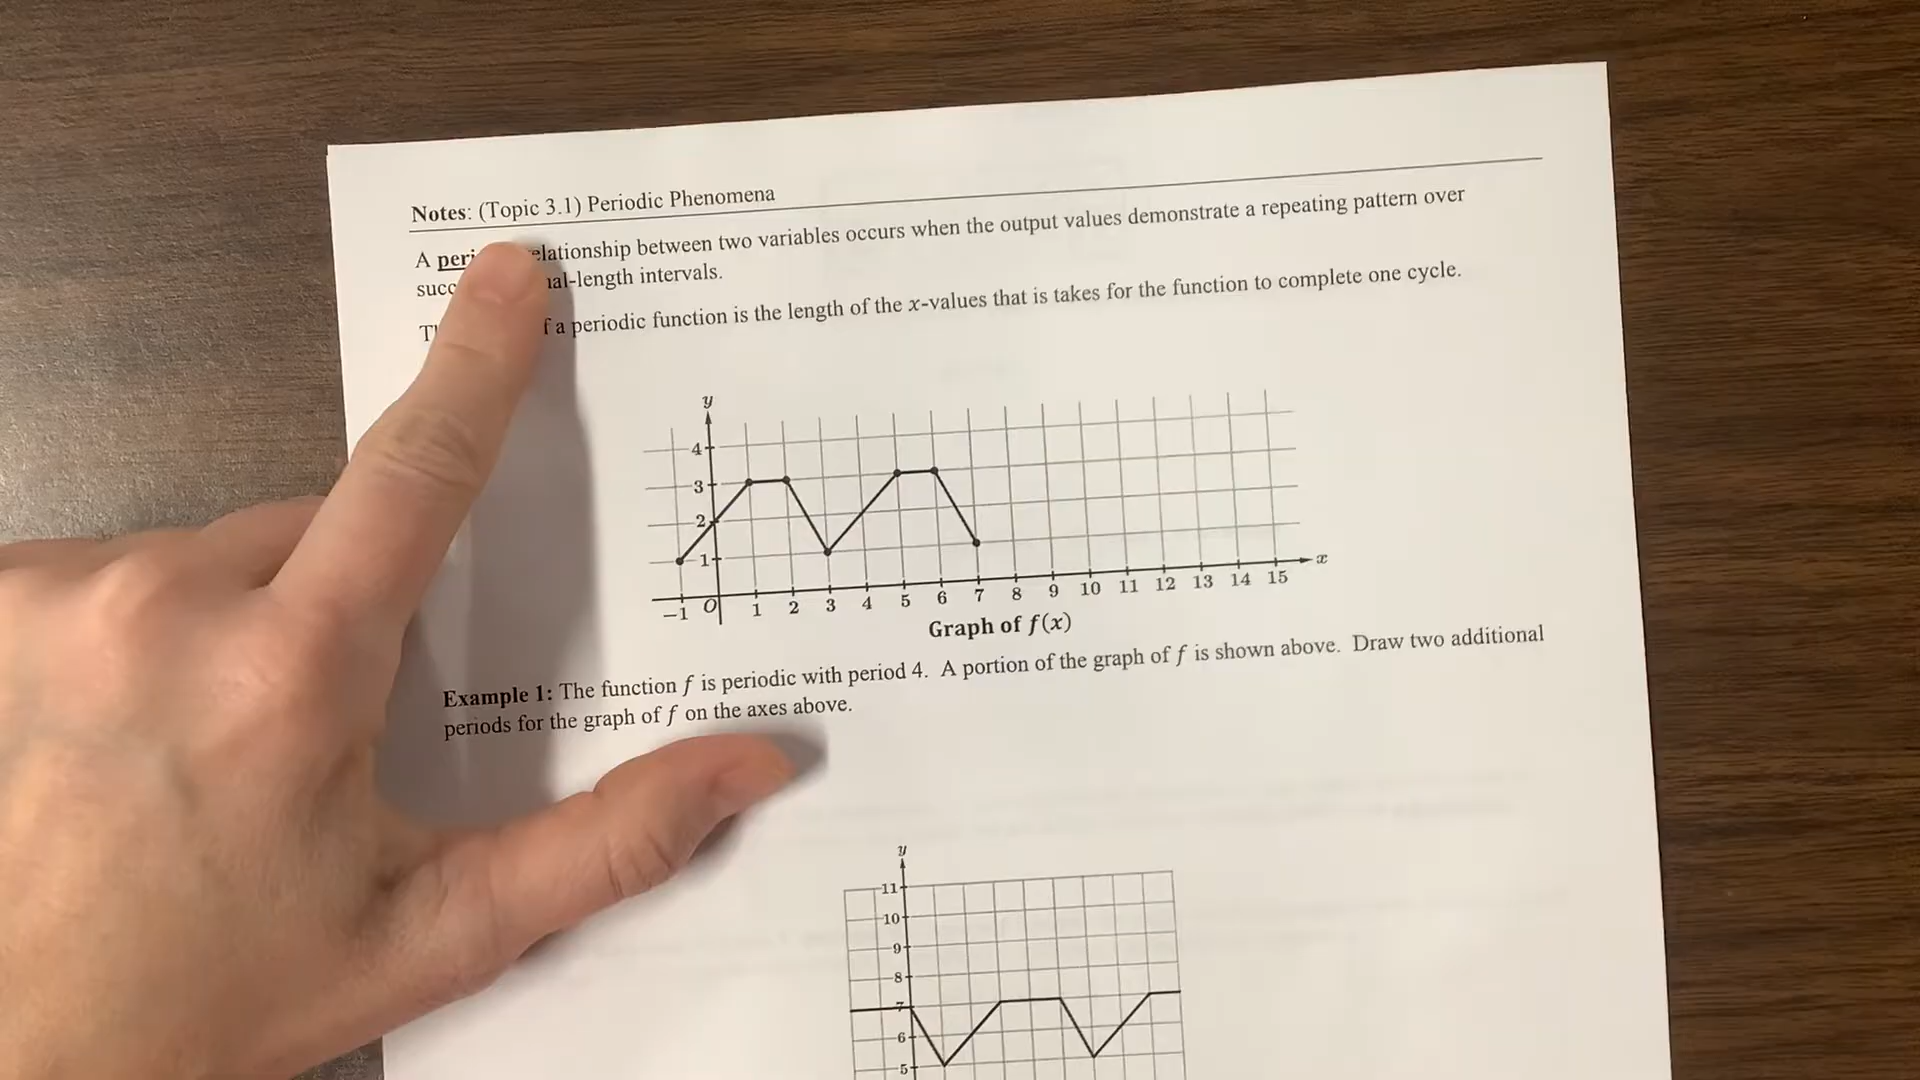 Notes: (Topic 3.1) Periodic Phenomena
A peri elationship between two variables occurs when the output values demonstrate a repeating pattern over
succ ual-length intervals.
T f a periodic function is the length of the x-values that is takes for the function to complete one cycle.
y
4
3
2
1
-1 O 1 2 3 4 5 6 7 8 9 10 11 12 13 14 15 x
Graph of f(x)
Example 1: The function f is periodic with period 4. A portion of the graph of f is shown above. Draw two additional
periods for the graph of f on the axes above.
y
11
10
9
8
7
6
5